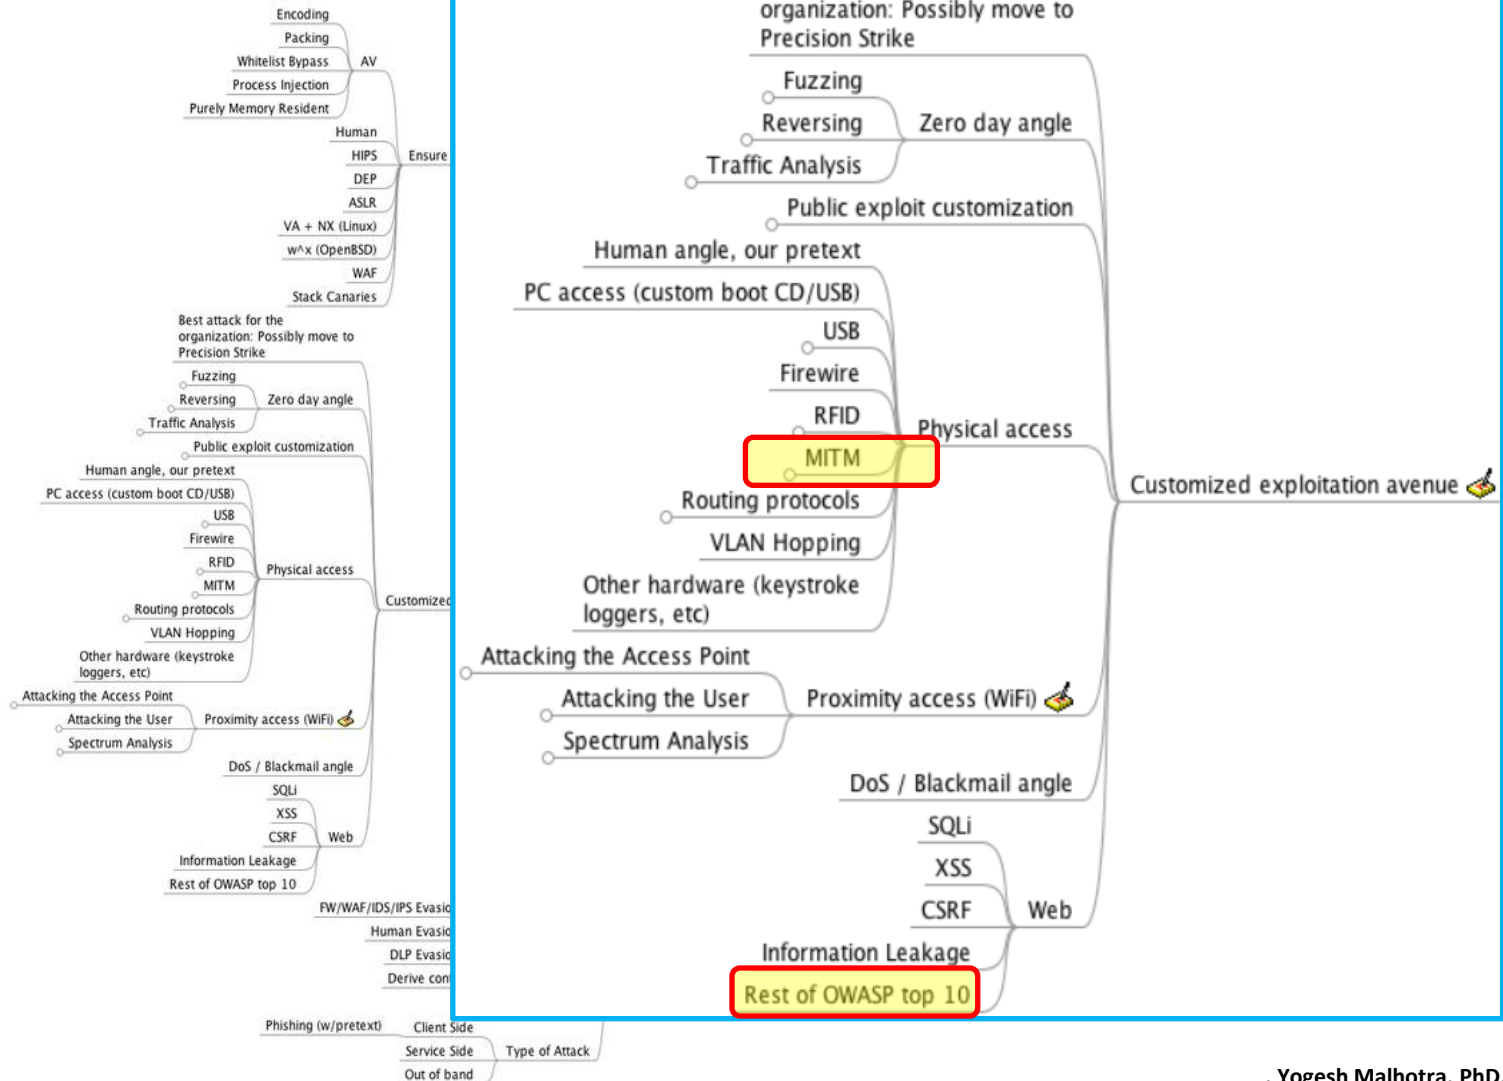 Encoding
Packing
Whitelist Bypass
AV
Process Injection
Purely Memory Resident
Human
HIPS
Ensure
DEP
ASLR
VA + NX (Linux)
w^x (OpenBSD)
WAF
Stack Canaries
Best attack for the
organization: Possibly move to
Precision Strike
Fuzzing
Reversing
Zero day angle
Traffic Analysis
Public exploit customization
Human angle, our pretext
PC access (custom boot CD/USB)
USB
Firewire
RFID
Physical access
MITM
Customized
Routing protocols
VLAN Hopping
Other hardware (keystroke
loggers, etc)
Attacking the Access Point
Attacking the User
Proximity access (WiFi)
Spectrum Analysis
DoS / Blackmail angle
SQLi
XSS
CSRF
Web
Information Leakage
Rest of OWASP top 10
FW/WAF/IDS/IPS Evasio
Human Evasio
DLP Evasio
Derive con
Phishing (w/pretext)
Client Side
Service Side
Type of Attack
Out of band
organization: Possibly move to
Precision Strike
Fuzzing
Reversing
Zero day angle
Traffic Analysis
Public exploit customization
Human angle, our pretext
PC access (custom boot CD/USB)
USB
Firewire
RFID
Physical access
MITM
Customized exploitation avenue
Routing protocols
VLAN Hopping
Other hardware (keystroke
loggers, etc)
Attacking the Access Point
Attacking the User
Proximity access (WiFi)
Spectrum Analysis
DoS / Blackmail angle
SQLi
XSS
CSRF
Web
Information Leakage
Rest of OWASP top 10
. Yogesh Malhotra, PhD